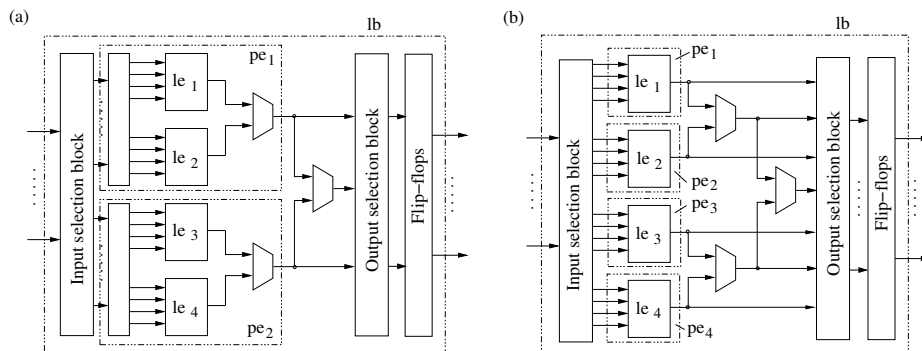 (a)
lb
Input selection block
pe1
le 1
le 2
le 3
le 4
pe2
Output selection block
Flip-flops
(b)
lb
Input selection block
pe1
le 1
le 2
pe2
pe3
le 3
le 4
pe4
Output selection block
Flip-flops